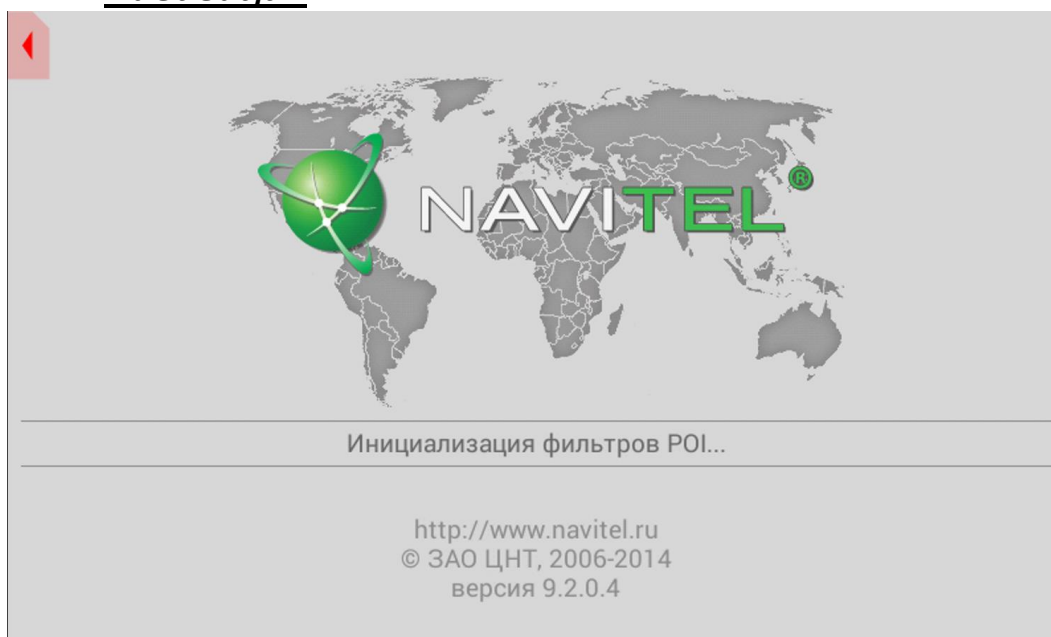 NAVITEL®
Инициализация фильтров POI...
http://www.navitel.ru
© ЗАО ЦНТ, 2006-2014
версия 9.2.0.4